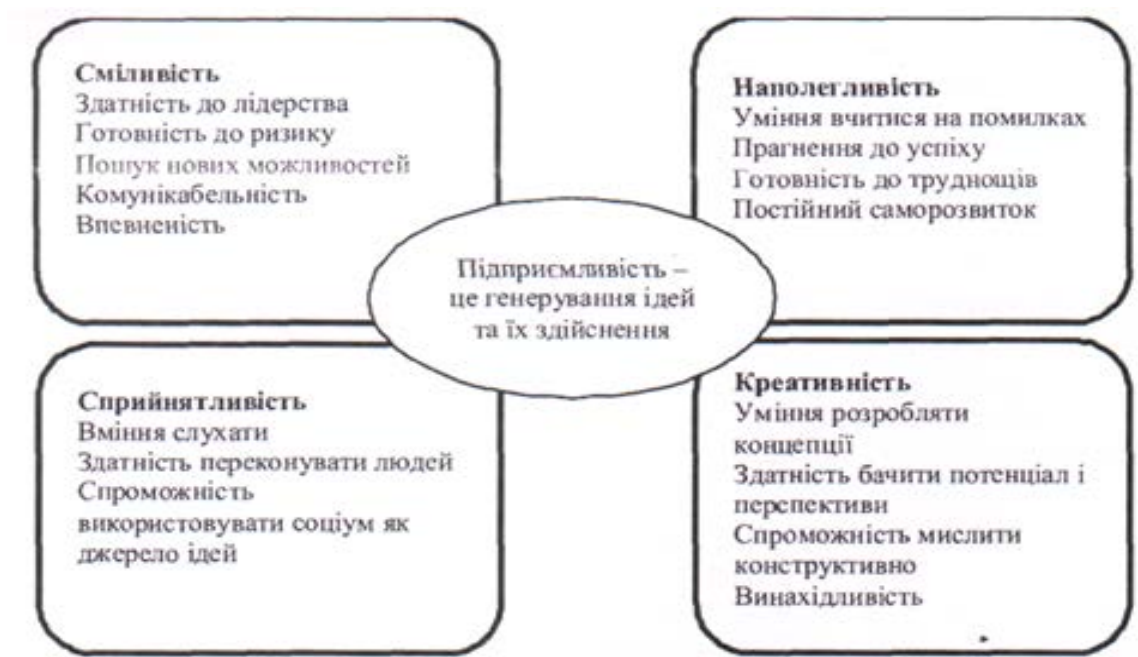 Сміливість
Здатність до лідерства
Готовність до ризику
Пошук нових можливостей
Комунікабельність
Впевненість
Наполегливість
Уміння вчитися на помилках
Прагнення до успіху
Готовність до труднощів
Постійний саморозвиток
Підприємливість –
це генерування ідей
та їх здійснення
Сприйнятливість
Вміння слухати
Здатність переконувати людей
Спроможність
використовувати соціум як
джерело ідей
Креативність
Уміння розробляти
концепції
Здатність бачити потенціал і
перспективи
Спроможність мислити
конструктивно
Винахідливість